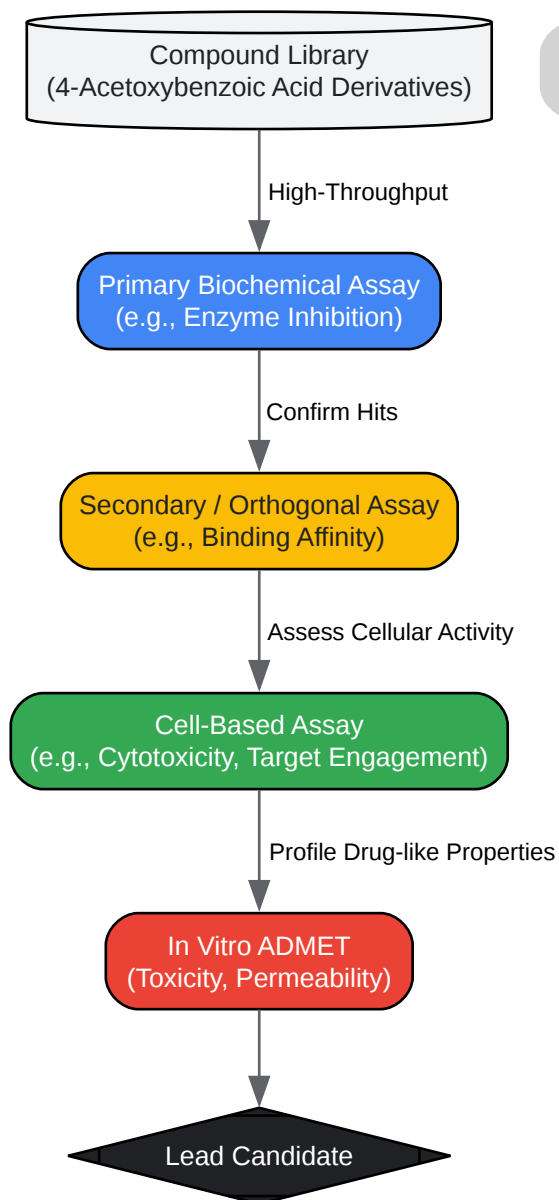 Compound Library
(4-Acetoxybenzoic Acid Derivatives)
High-Throughput
Primary Biochemical Assay
(e.g., Enzyme Inhibition)
Confirm Hits
Secondary / Orthogonal Assay
(e.g., Binding Affinity)
Assess Cellular Activity
Cell-Based Assay
(e.g., Cytotoxicity, Target Engagement)
Profile Drug-like Properties
In Vitro ADMET
(Toxicity, Permeability)
Lead Candidate